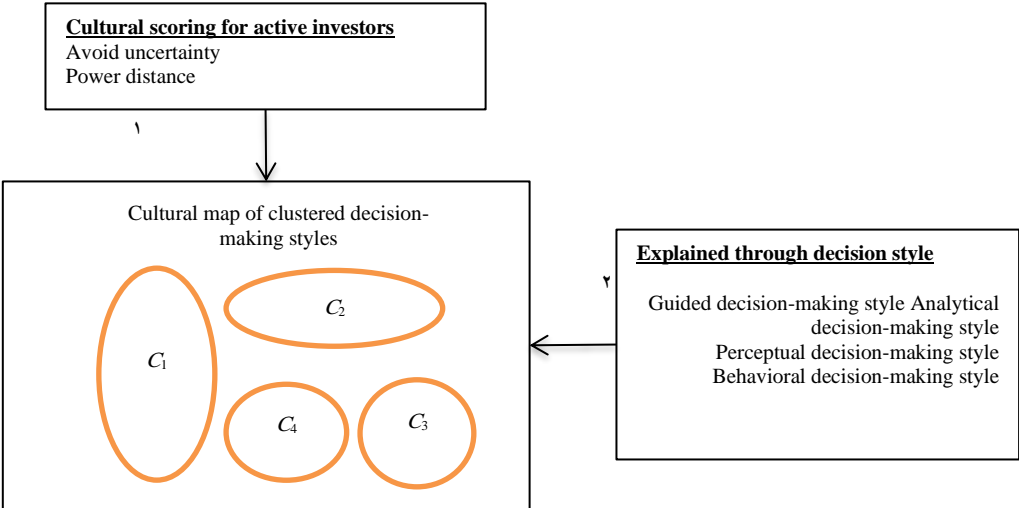 Cultural scoring for active investors
Avoid uncertainty
Power distance
۱
Cultural map of clustered decision-
making styles
C1
C2
C4
C3
۲
Explained through decision style
Guided decision-making style Analytical
decision-making style
Perceptual decision-making style
Behavioral decision-making style